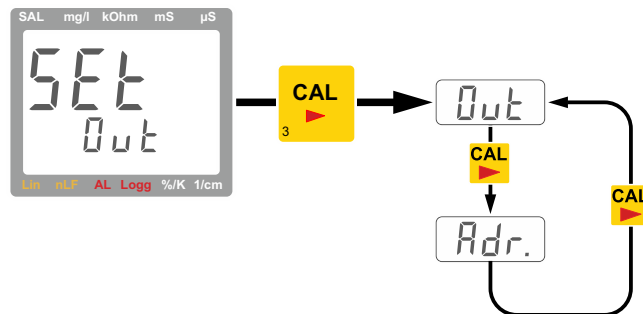 SAL mg/l kOhm mS µS
SEt
Out
Lin nLF AL Logg %/K 1/cm
CAL
3
Out
CAL
Adr.
CAL